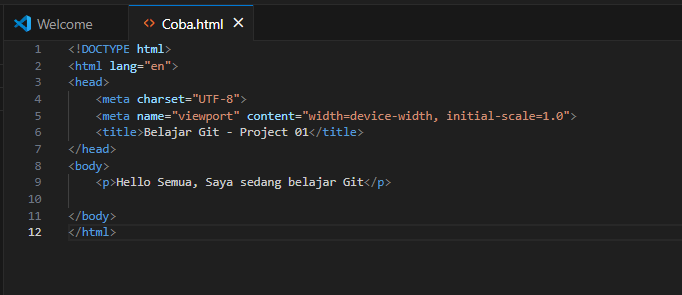 Welcome
Coba.html
1 <!DOCTYPE html>
2 <html lang="en">
3 <head>
4     <meta charset="UTF-8">
5     <meta name="viewport" content="width=device-width, initial-scale=1.0">
6     <title>Belajar Git - Project 01</title>
7 </head>
8 <body>
9     <p>Hello Semua, Saya sedang belajar Git</p>
10
11 </body>
12 </html>